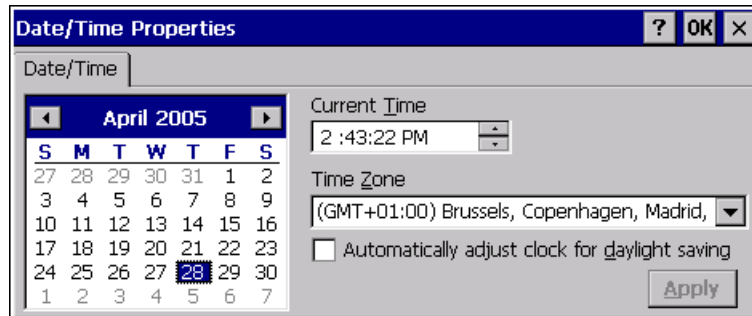 Date/Time Properties ? OK ×
Date/Time
April 2005
S M T W T F S
27 28 29 30 31 1 2
3 4 5 6 7 8 9
10 11 12 13 14 15 16
17 18 19 20 21 22 23
24 25 26 27 28 29 30
1 2 3 4 5 6 7
Current Time
2 :43:22 PM
Time Zone
(GMT+01:00) Brussels, Copenhagen, Madrid,
Automatically adjust clock for daylight saving
Apply